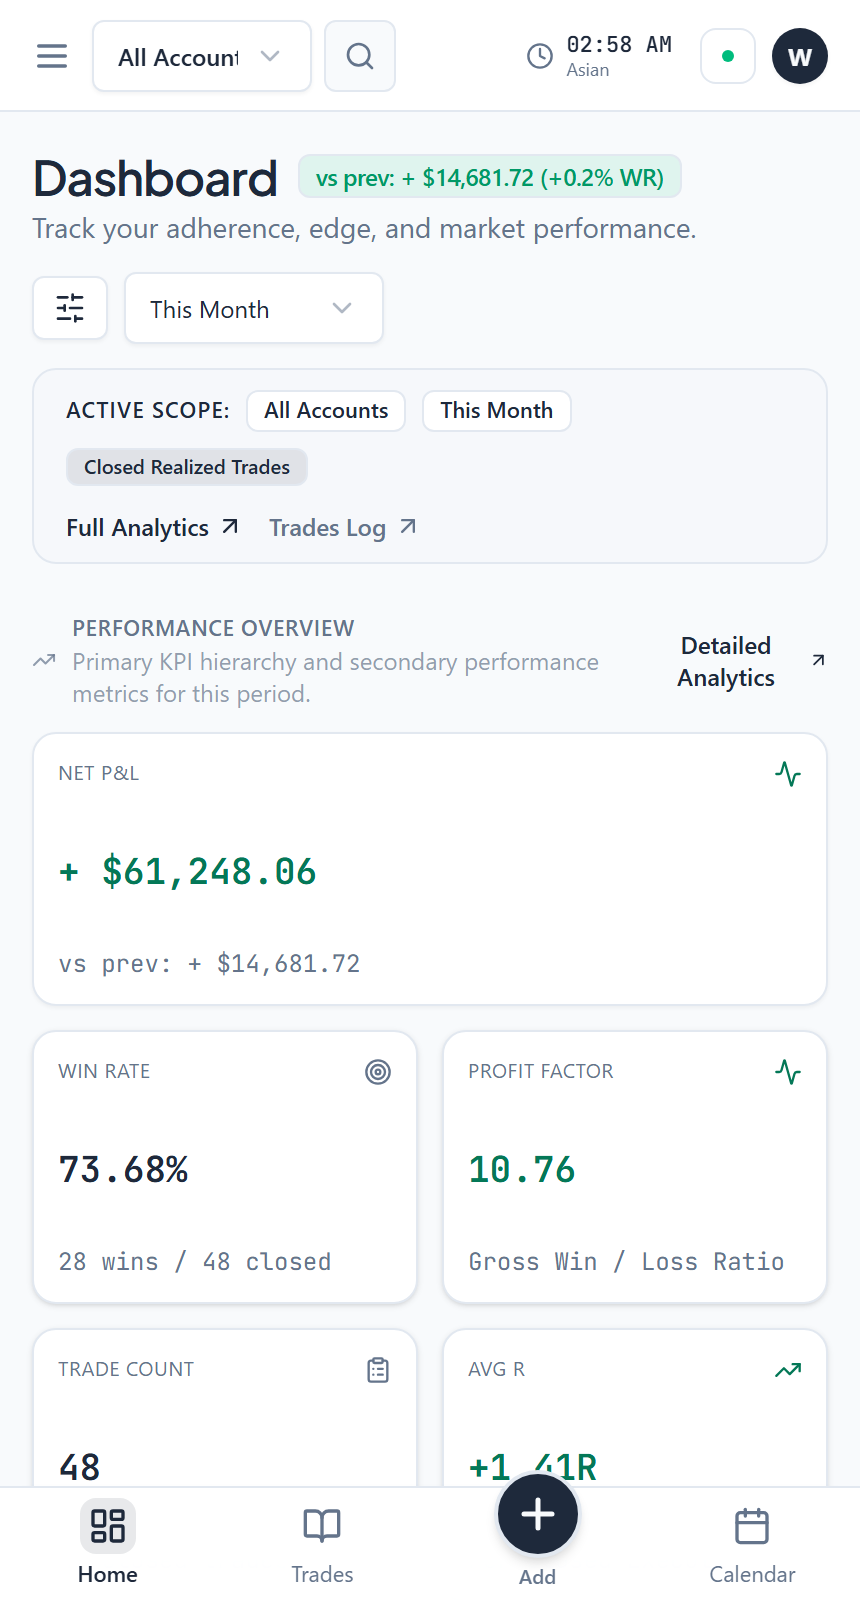 All Account
02:58 AM
Asian
W
Dashboard
vs prev: + $14,681.72 (+0.2% WR)
Track your adherence, edge, and market performance.
This Month
ACTIVE SCOPE:
All Accounts
This Month
Closed Realized Trades
Full Analytics
Trades Log
PERFORMANCE OVERVIEW
Primary KPI hierarchy and secondary performance
metrics for this period.
Detailed
Analytics
NET P&L
+ $61,248.06
vs prev: + $14,681.72
WIN RATE
73.68%
28 wins / 48 closed
PROFIT FACTOR
10.76
Gross Win / Loss Ratio
TRADE COUNT
48
AVG R
+1.41R
Home
Trades
Add
Calendar